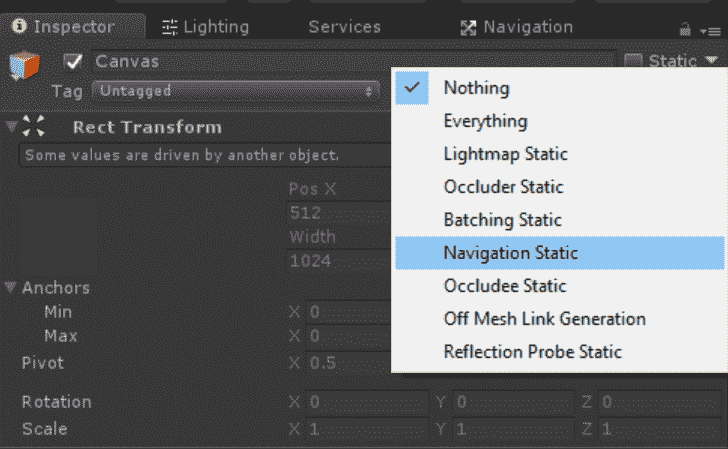 Inspector Lighting Services Navigation
Canvas Static
Tag Untagged
Nothing
Everything
Lightmap Static
Occluder Static
Batching Static
Navigation Static
Occludee Static
Off Mesh Link Generation
Reflection Probe Static
Rect Transform
Some values are driven by another object.
Pos X
512
Width
1024
Anchors
Min X 0
Max X 0
Pivot X 0.5
Rotation X 0 Y 0 Z 0
Scale X 1 Y 1 Z 1